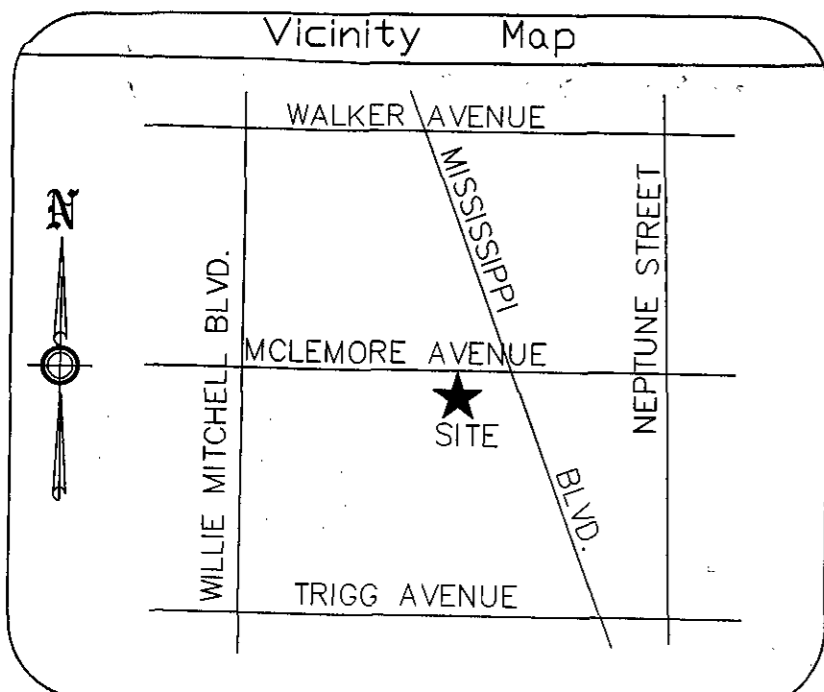 Vicinity Map
WALKER AVENUE
MISSISSIPPI
NEPTUNE STREET
N
WILLIE MITCHELL BLVD.
MCLEMORE AVENUE
SITE
BLVD.
TRIGG AVENUE